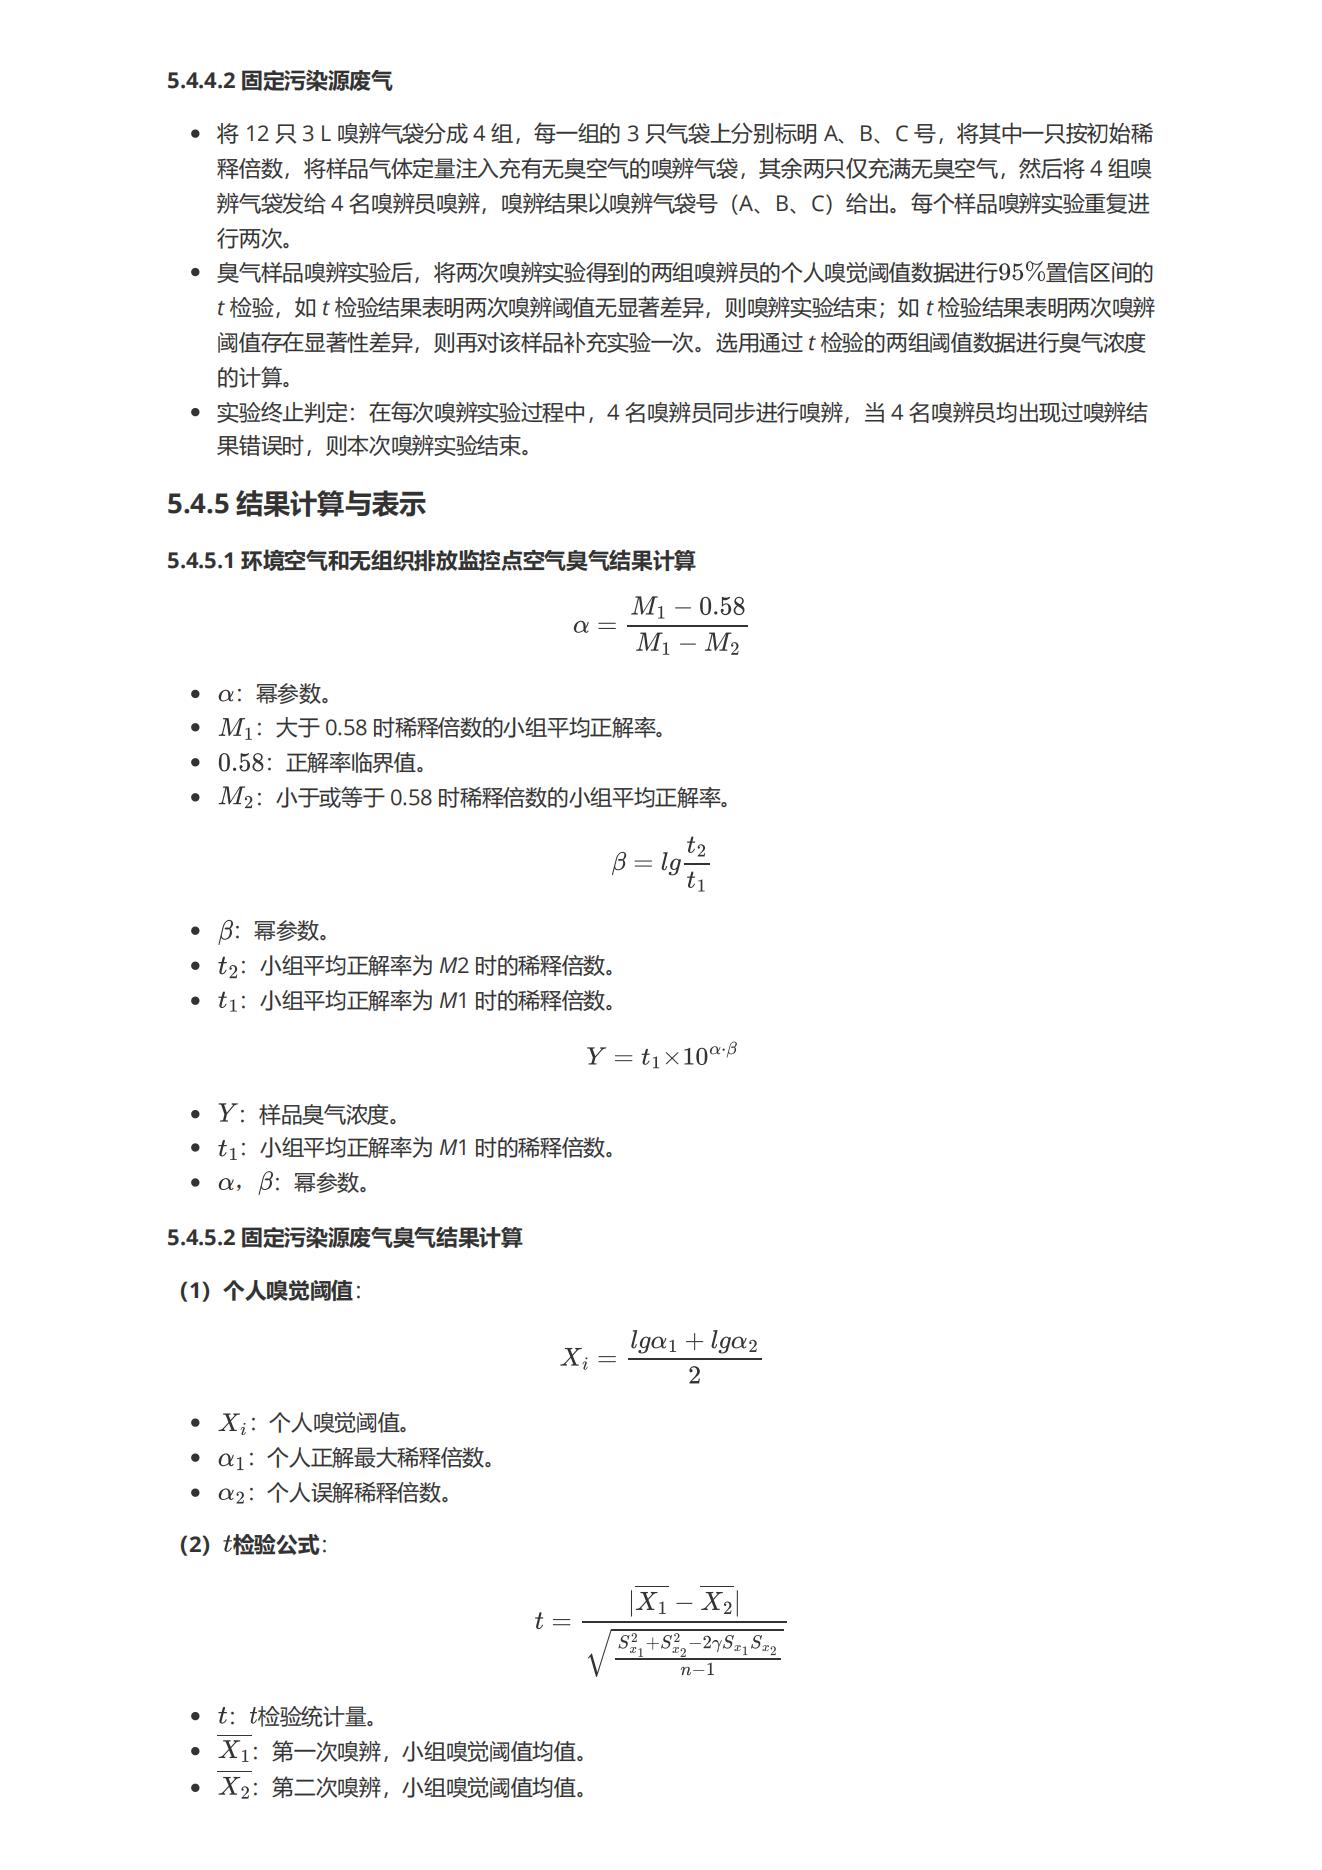 5.4.4.2 固定污染源废气
• 将 12 只 3 L 嗅辨气袋分成 4 组，每一组的 3 只气袋上分别标明 A、B、C 号，将其中一只按初始稀
释倍数，将样品气体定量注入充有无臭空气的嗅辨气袋，其余两只仅充满无臭空气，然后将 4 组嗅
辨气袋发给 4 名嗅辨员嗅辨，嗅辨结果以嗅辨气袋号（A、B、C）给出。每个样品嗅辨实验重复进
行两次。
• 臭气样品嗅辨实验后，将两次嗅辨实验得到的两组嗅辨员的个人嗅觉阈值数据进行95%置信区间的
t 检验，如 t 检验结果表明两次嗅辨阈值无显著差异，则嗅辨实验结束；如 t 检验结果表明两次嗅辨
阈值存在显著性差异，则再对该样品补充实验一次。选用通过 t 检验的两组阈值数据进行臭气浓度
的计算。
• 实验终止判定：在每次嗅辨实验过程中，4 名嗅辨员同步进行嗅辨，当 4 名嗅辨员均出现过嗅辨结
果错误时，则本次嗅辨实验结束。
5.4.5 结果计算与表示
5.4.5.1 环境空气和无组织排放监控点空气臭气结果计算
$\alpha = \frac{M_1 - 0.58}{M_1 - M_2}$
• $\alpha$：幂参数。
• $M_1$：大于 0.58 时稀释倍数的小组平均正解率。
• 0.58：正解率临界值。
• $M_2$：小于或等于 0.58 时稀释倍数的小组平均正解率。
$\beta = lg\frac{t_2}{t_1}$
• $\beta$：幂参数。
• $t_2$：小组平均正解率为 M2 时的稀释倍数。
• $t_1$：小组平均正解率为 M1 时的稀释倍数。
$Y = t_1 \times 10^{\alpha \cdot \beta}$
• $Y$：样品臭气浓度。
• $t_1$：小组平均正解率为 M1 时的稀释倍数。
• $\alpha$，$\beta$：幂参数。
5.4.5.2 固定污染源废气臭气结果计算
（1）个人嗅觉阈值：
$X_i = \frac{lg\alpha_1 + lg\alpha_2}{2}$
• $X_i$：个人嗅觉阈值。
• $\alpha_1$：个人正解最大稀释倍数。
• $\alpha_2$：个人误解稀释倍数。
（2）t检验公式：
$t = \frac{|\overline{X_1} - \overline{X_2}|}{\sqrt{\frac{S_{x_1}^2 + S_{x_2}^2 - 2\gamma S_{x_1} S_{x_2}}{n-1}}}$
• $t$：t检验统计量。
• $\overline{X_1}$：第一次嗅辨，小组嗅觉阈值均值。
• $\overline{X_2}$：第二次嗅辨，小组嗅觉阈值均值。